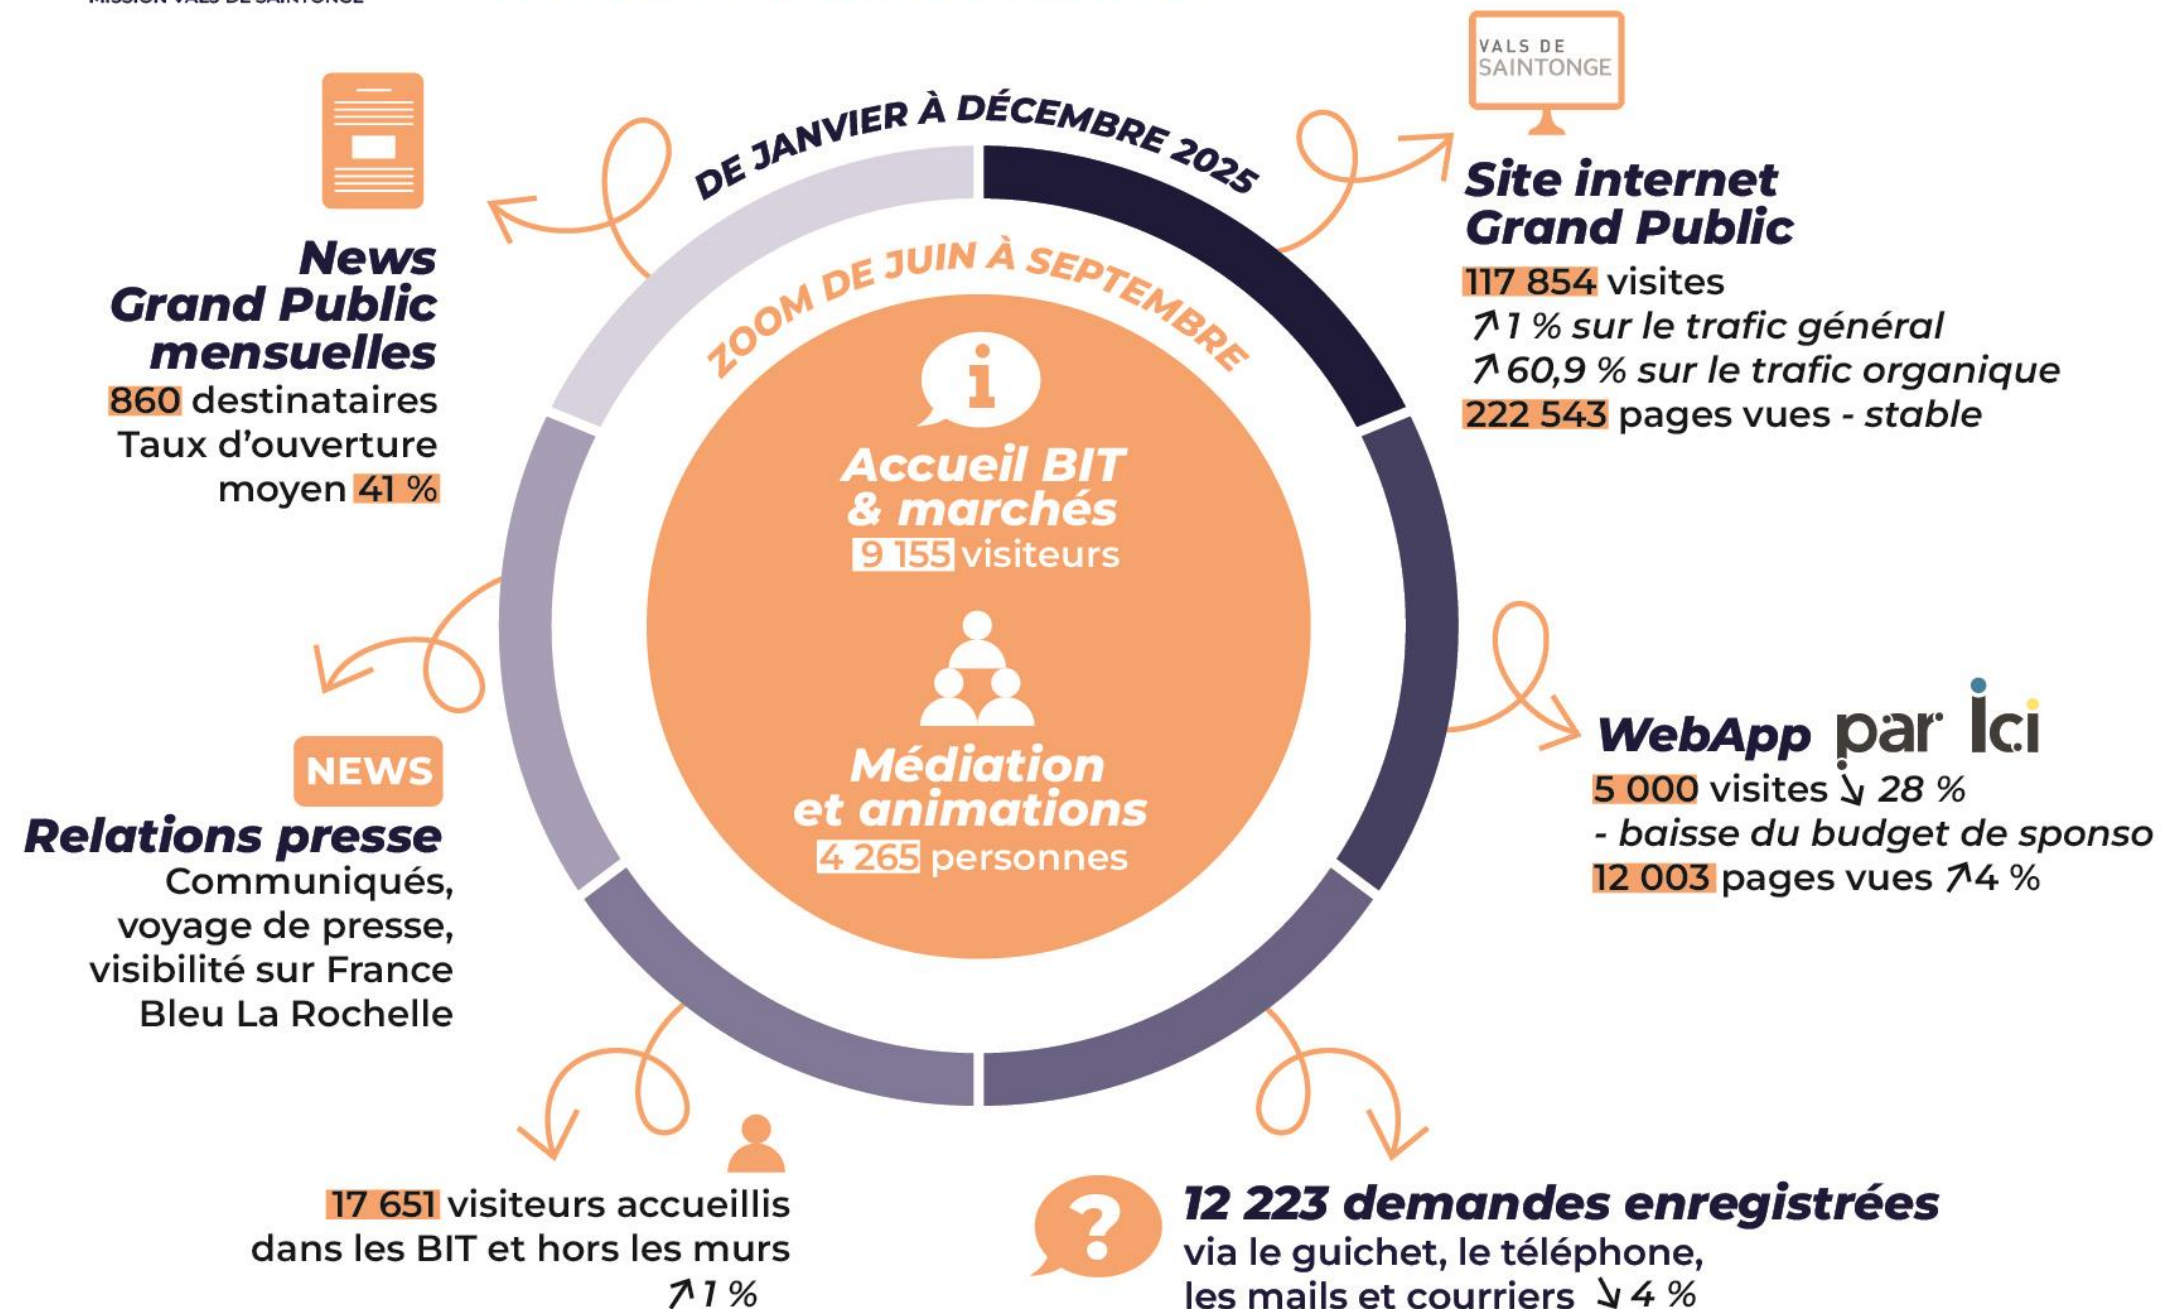 MISSION VALS DE SAINTONGE
DE JANVIER À DÉCEMBRE 2025
ZOOM DE JUIN À SEPTEMBRE
Accueil BIT
& marchés
9 155 visiteurs
Médiation
et animations
4 265 personnes
VALS DE
SAINTONGE
Site internet
Grand Public
117 854 visites
↗ 1 % sur le trafic général
↗ 60,9 % sur le trafic organique
222 543 pages vues - stable
WebApp par ici
5 000 visites ↘ 28 %
- baisse du budget de sponso
12 003 pages vues ↗ 4 %
?
12 223 demandes enregistrées
via le guichet, le téléphone,
les mails et courriers ↘ 4 %
17 651 visiteurs accueillis
dans les BIT et hors les murs
↗ 1 %
NEWS
Relations presse
Communiqués,
voyage de presse,
visibilité sur France
Bleu La Rochelle
News
Grand Public
mensuelles
860 destinataires
Taux d'ouverture
moyen 41 %